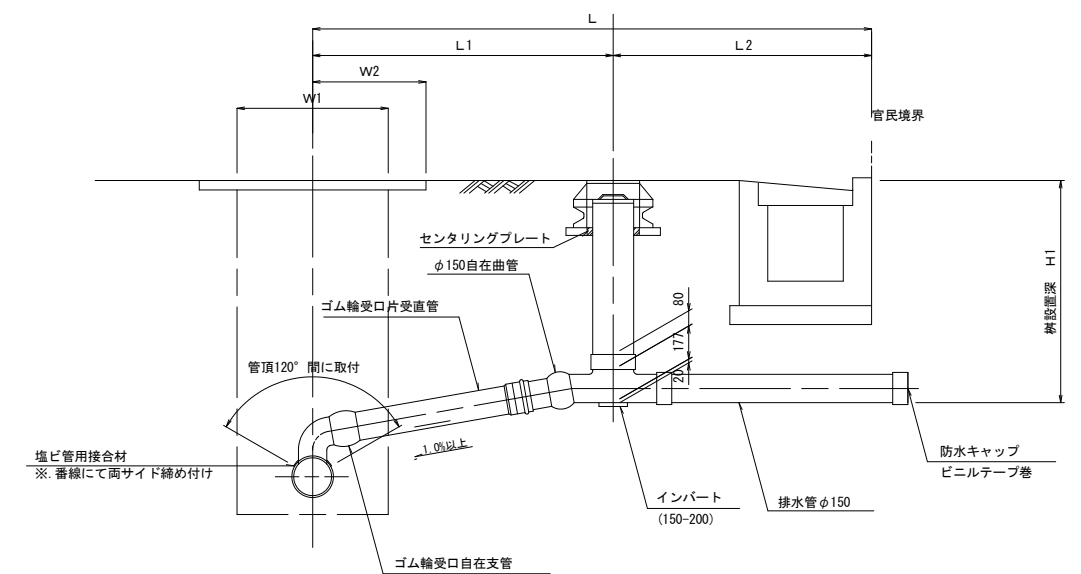 L
L1
L2
W2
W1
官民境界
センタリングプレート
φ150自在曲管
ゴム輪受口片受直管
管頂120°間に取付
80
177
20
桝設置深 H1
1.0%以上
塩ビ管用接合材
※.番線にて両サイド締め付け
インバート
(150-200)
排水管φ150
防水キャップ
ビニルテープ巻
ゴム輪受口自在支管